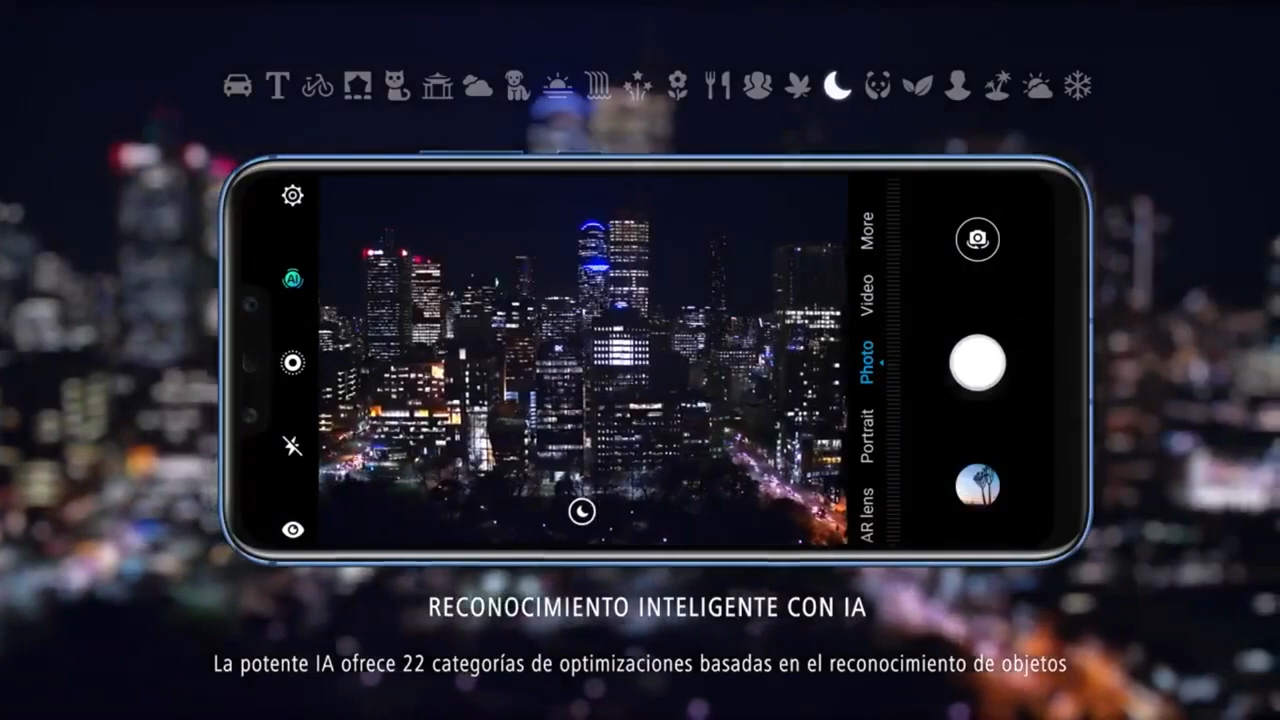 T
AI
More
Video
Photo
Portrait
AR lens
RECONOCIMIENTO INTELIGENTE CON IA
La potente IA ofrece 22 categorías de optimizaciones basadas en el reconocimiento de objetos